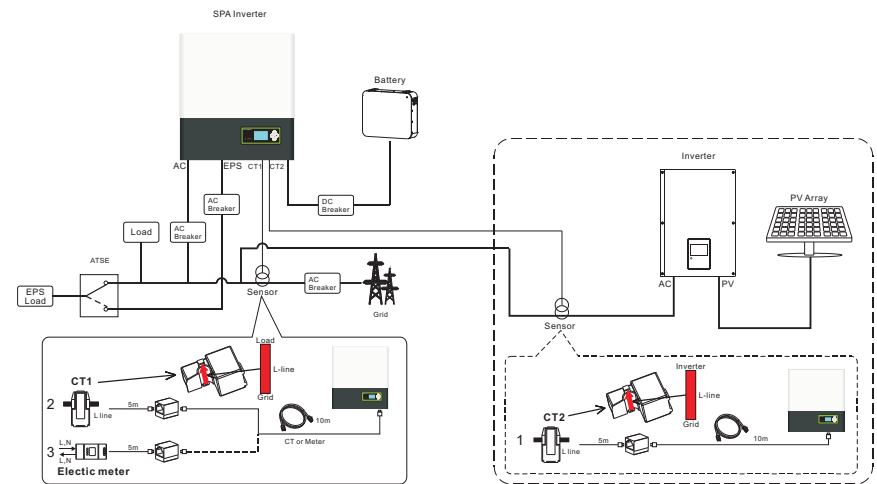 SPA Inverter
Battery
AC
EPS
CT1
CT2
DC
Breaker
AC
Breaker
AC
Breaker
Load
ATSE
EPS
Load
Sensor
AC
Breaker
Grid
Inverter
PV Array
AC
PV
Sensor
Load
CT1
L-line
Grid
2
L line
5m
10m
CT or Meter
3
L,N
L,N
5m
Electic meter
Inverter
CT2
L-line
Grid
1
L line
5m
10m